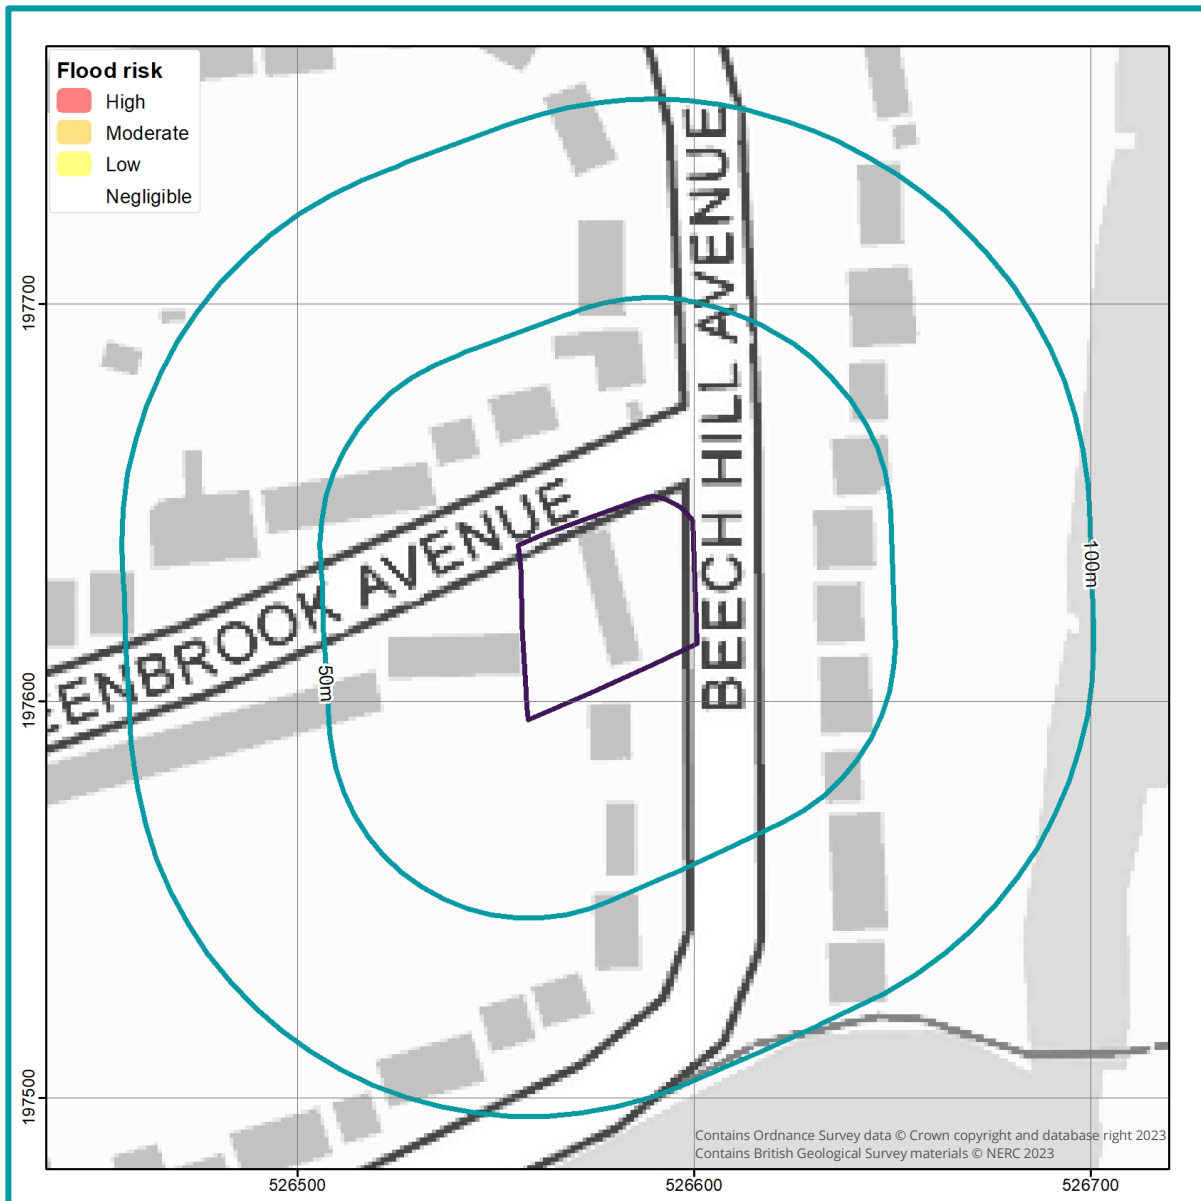 Flood risk
High
Moderate
Low
Negligible
BEECH HILL AVENUE
197700
EENBROOK AVENUE
100m
50m
197600
197500
Contains Ordnance Survey data © Crown copyright and database right 2023
Contains British Geological Survey materials © NERC 2023
526500
526600
526700